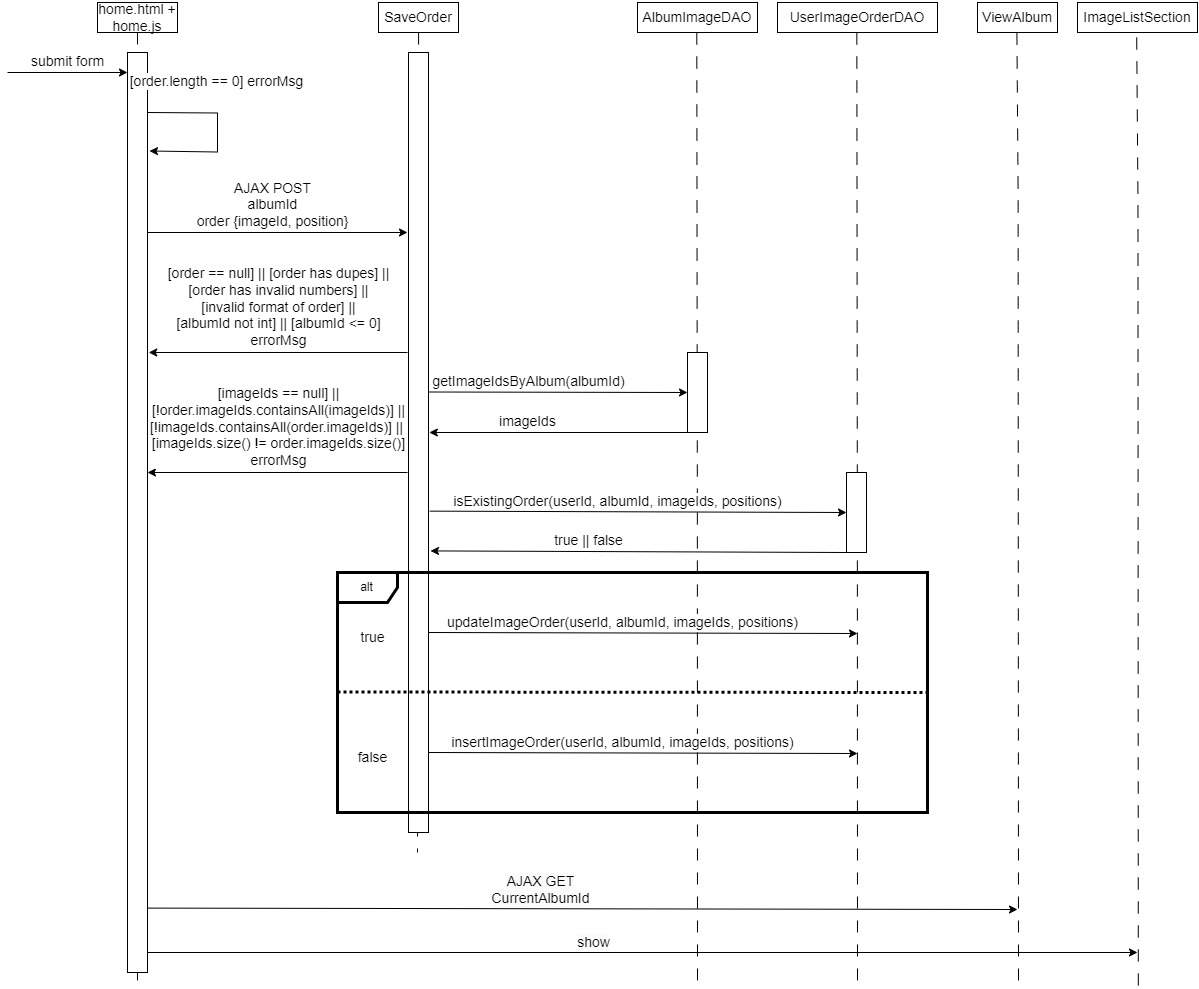 home.html +
home.js
SaveOrder
AlbumImageDAO
UserImageOrderDAO
ViewAlbum
ImageListSection
submit form
[order.length == 0] errorMsg
AJAX POST
albumId
order {imageId, position}
[order == null] || [order has dupes] ||
[order has invalid numbers] ||
[invalid format of order] ||
[albumId not int] || [albumId <= 0]
errorMsg
getImageIdsByAlbum(albumId)
imageIds
[imageIds == null] ||
[!order.imageIds.containsAll(imageIds)] ||
[!imageIds.containsAll(order.imageIds)] ||
[imageIds.size() != order.imageIds.size()]
errorMsg
isExistingOrder(userId, albumId, imageIds, positions)
true || false
alt
updateImageOrder(userId, albumId, imageIds, positions)
true
insertImageOrder(userId, albumId, imageIds, positions)
false
AJAX GET
CurrentAlbumId
show